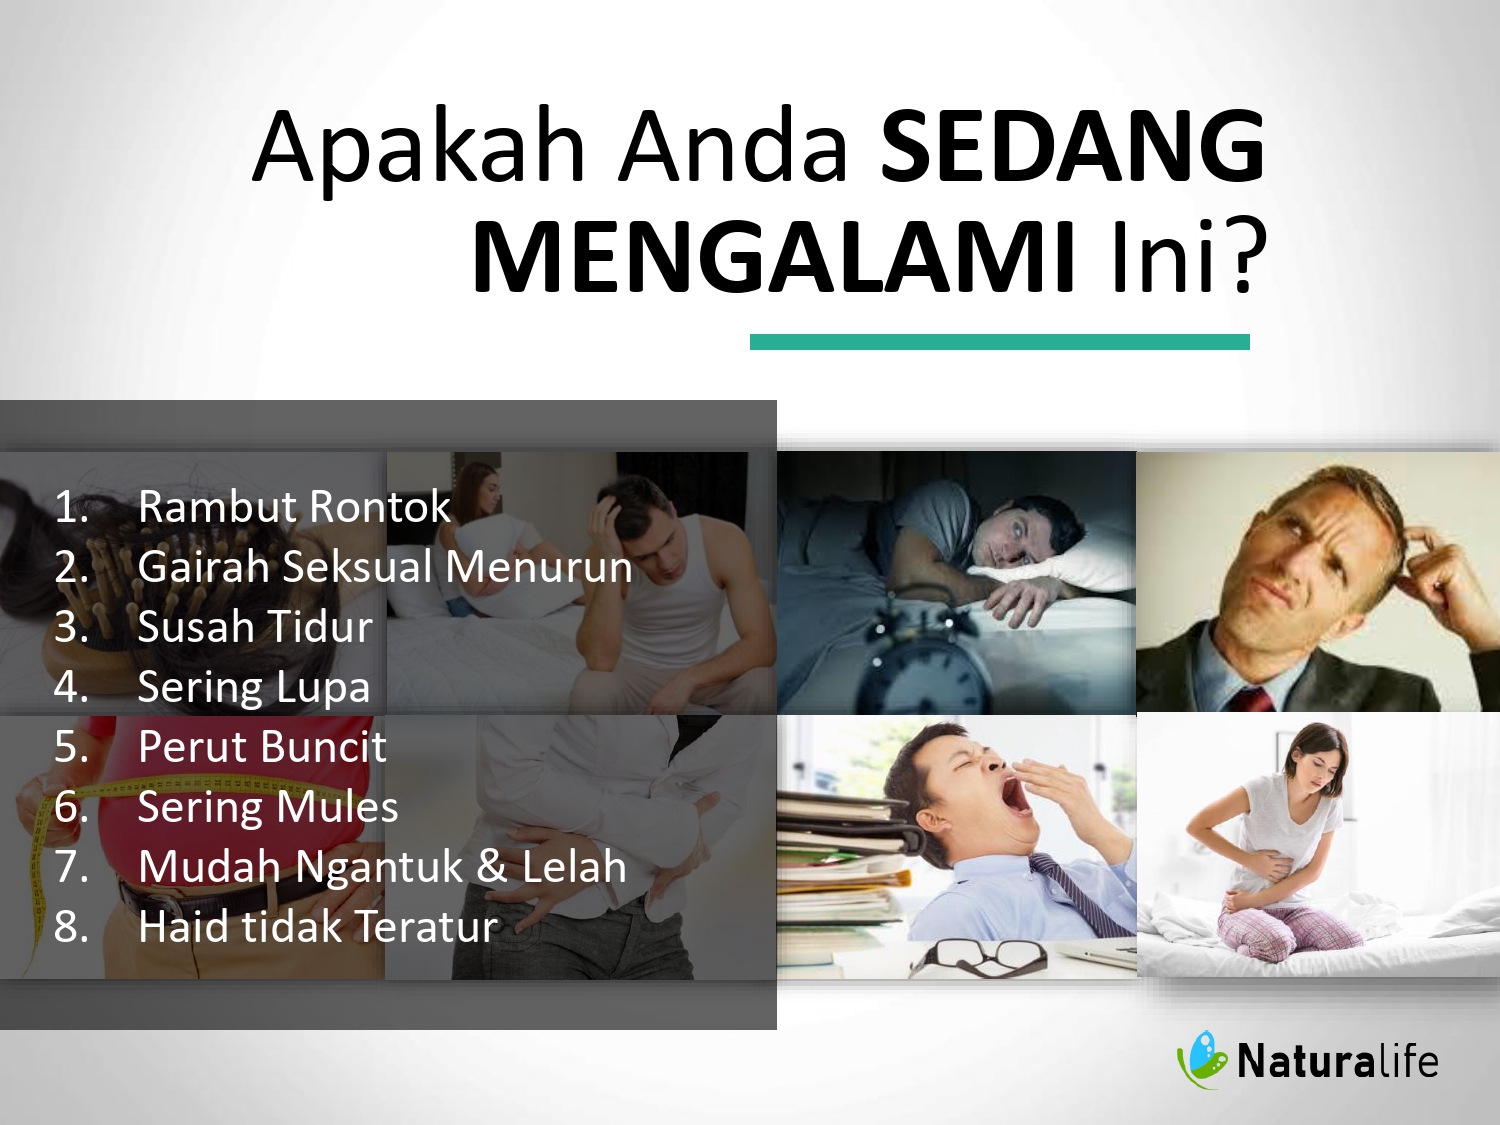 Apakah Anda SEDANG
MENGALAMI Ini?
1. Rambut Rontok
2. Gairah Seksual Menurun
3. Susah Tidur
4. Sering Lupa
5. Perut Buncit
6. Sering Mules
7. Mudah Ngantuk & Lelah
8. Haid tidak Teratur
Naturalife